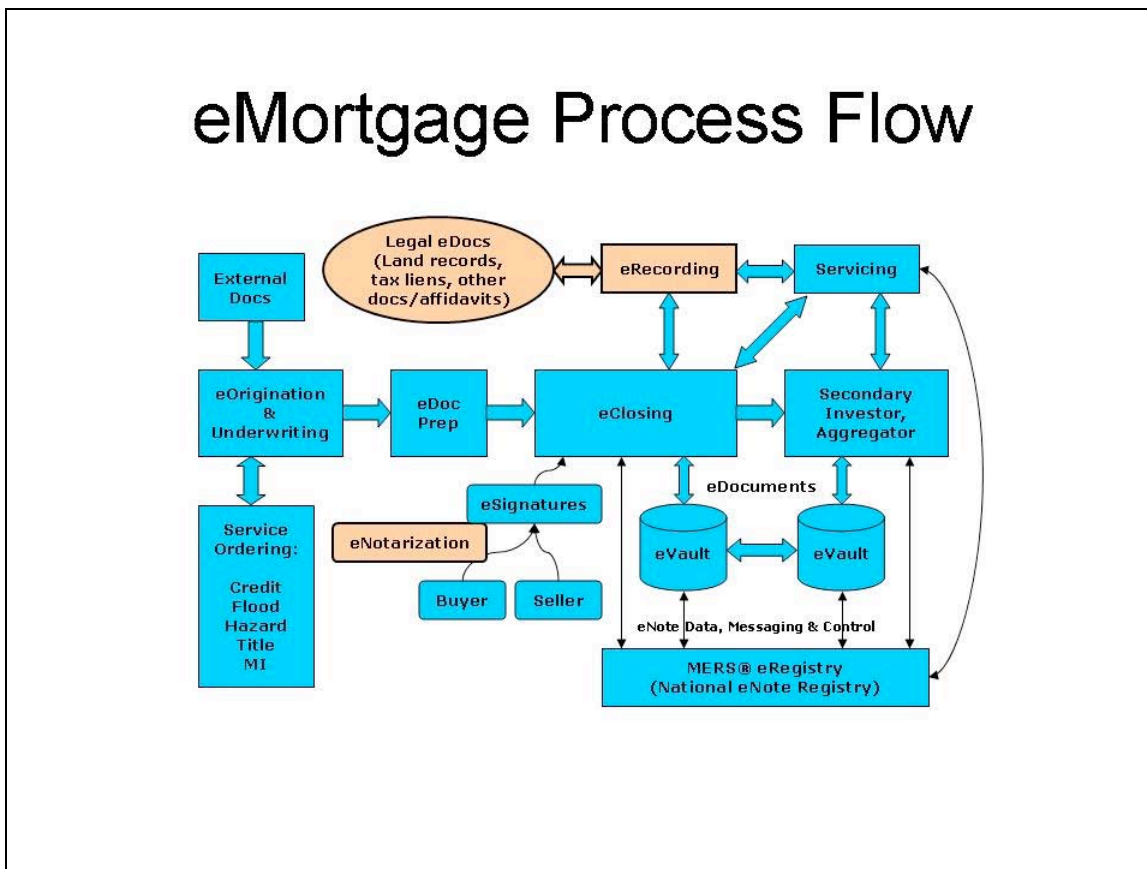 eMortgage Process Flow
Legal eDocs
(Land records,
tax liens, other
docs/affidavits)
eRecording
Servicing
External
Docs
eOrigination
&
Underwriting
eDoc
Prep
eClosing
Secondary
Investor,
Aggregator
eDocuments
eSignatures
eNotarization
Buyer
Seller
Service
Ordering:
Credit
Flood
Hazard
Title
MI
eVault
eVault
eNote Data, Messaging & Control
MERS® eRegistry
(National eNote Registry)